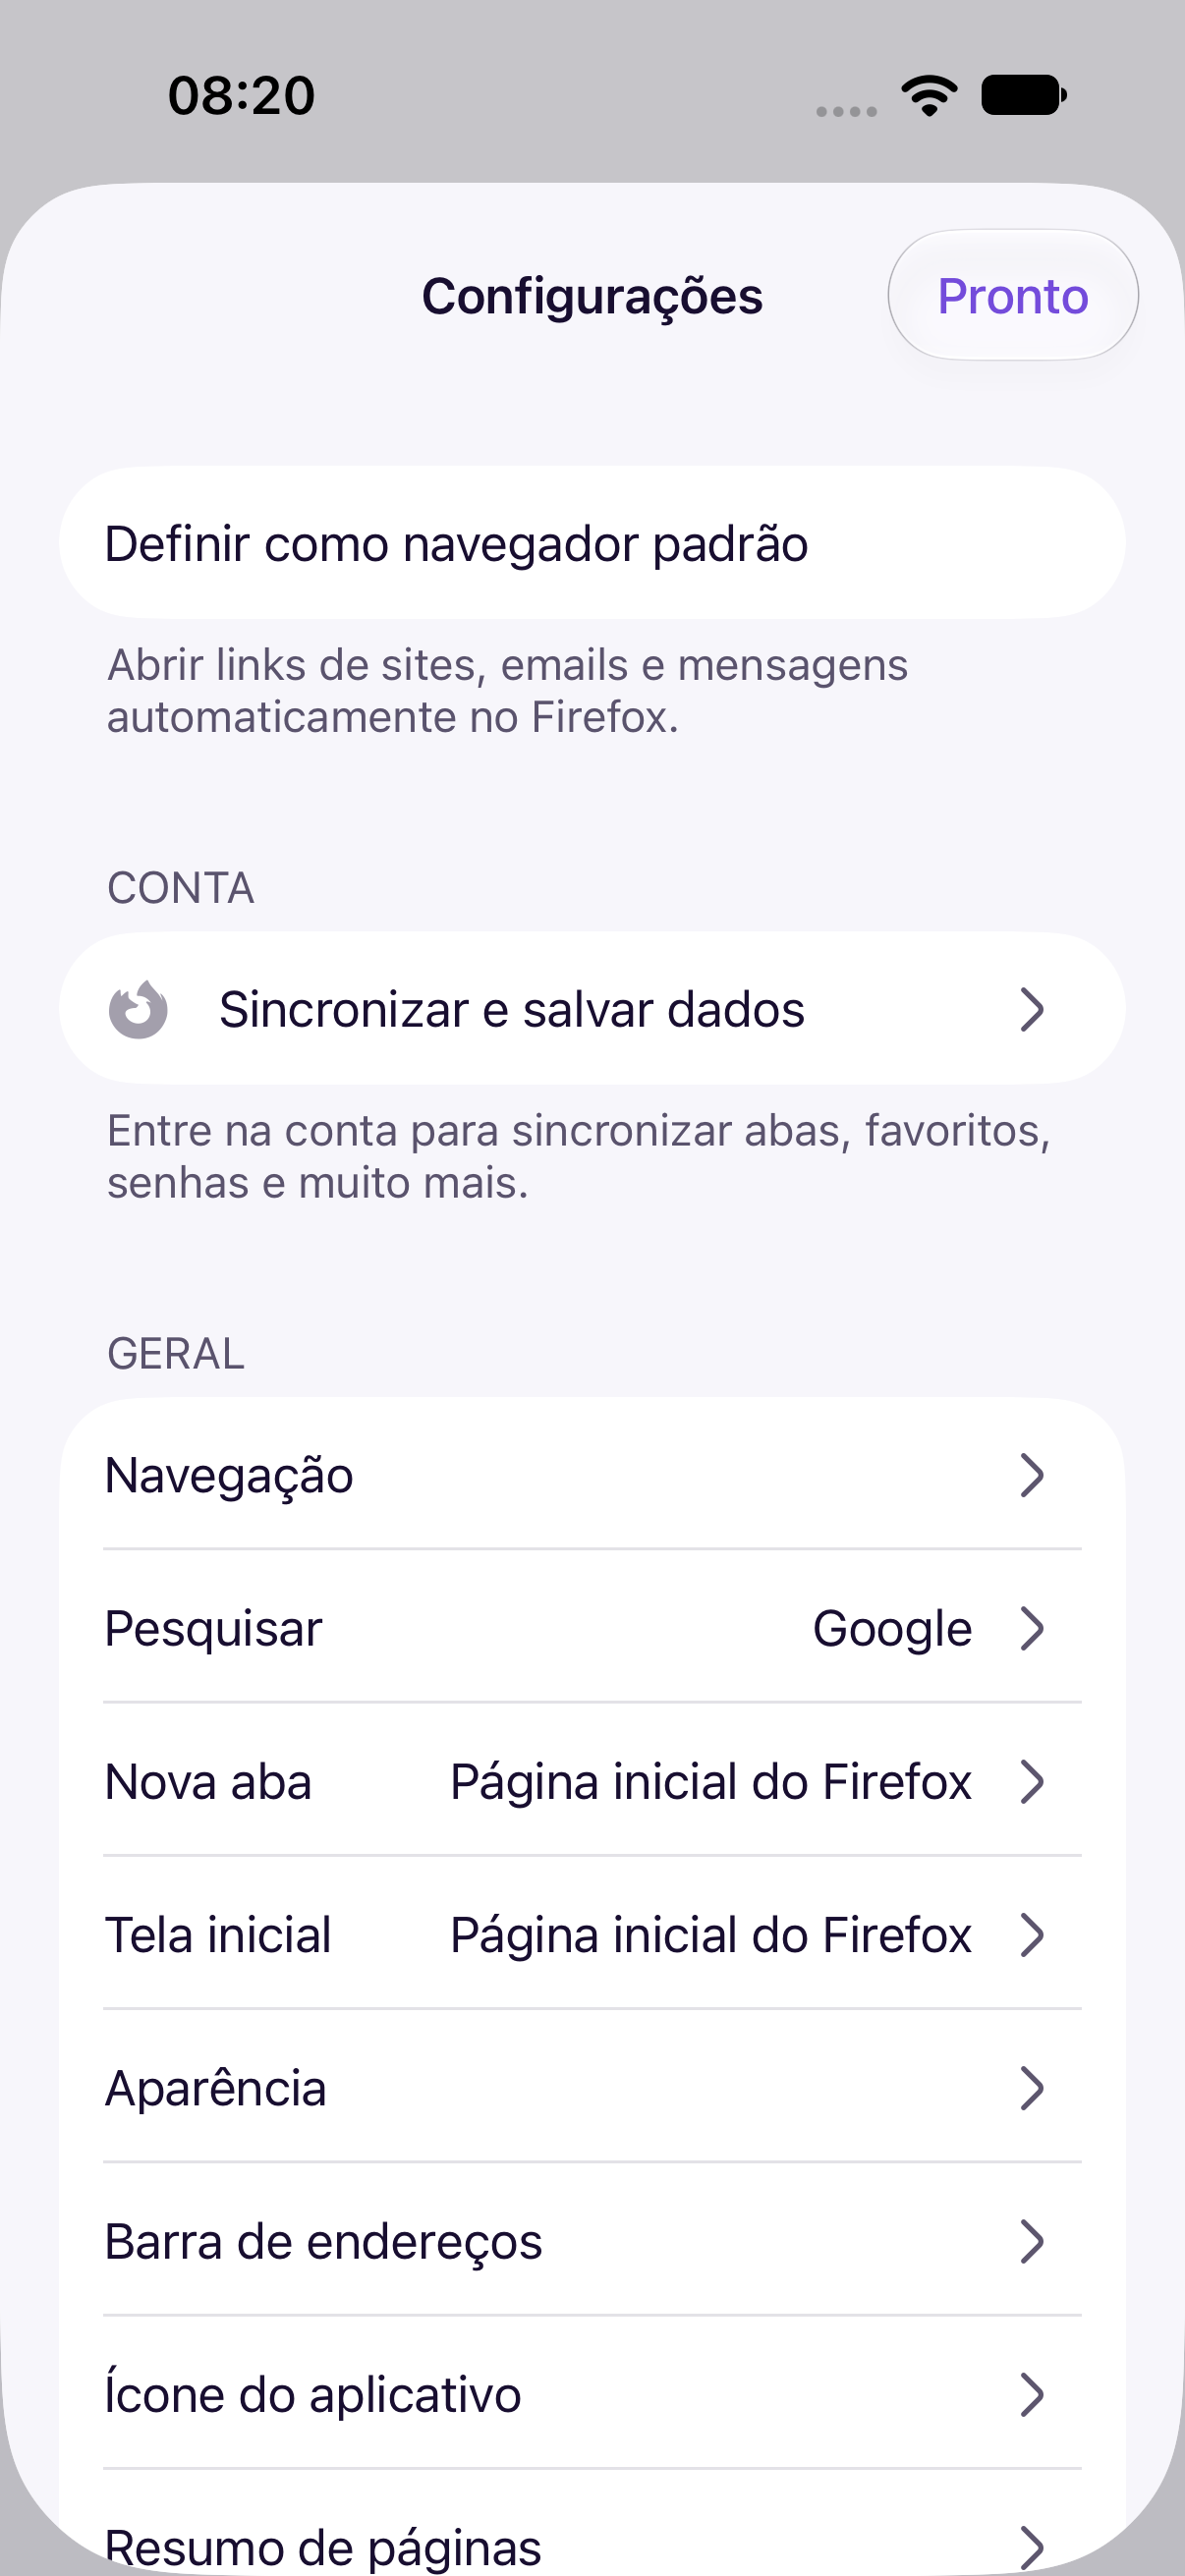 08:20
Configurações
Pronto
Definir como navegador padrão
Abrir links de sites, emails e mensagens
automaticamente no Firefox.
CONTA
Sincronizar e salvar dados
Entre na conta para sincronizar abas, favoritos,
senhas e muito mais.
GERAL
Navegação
Pesquisar Google
Nova aba Página inicial do Firefox
Tela inicial Página inicial do Firefox
Aparência
Barra de endereços
Ícone do aplicativo
Resumo de páginas